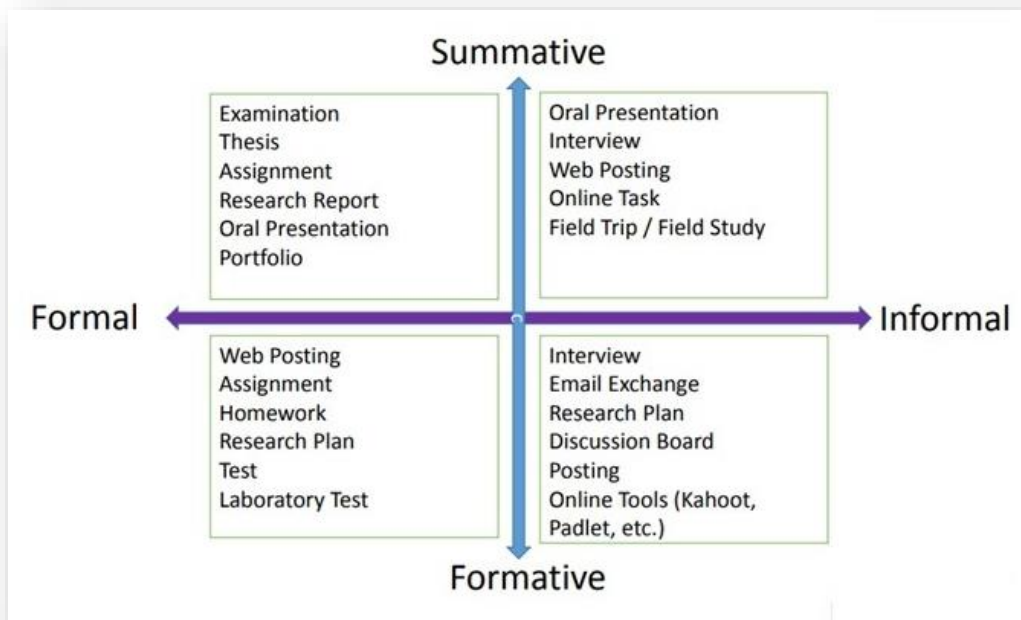 Summative
Examination
Thesis
Assignment
Research Report
Oral Presentation
Portfolio
Oral Presentation
Interview
Web Posting
Online Task
Field Trip / Field Study
Formal
Informal
Web Posting
Assignment
Homework
Research Plan
Test
Laboratory Test
Interview
Email Exchange
Research Plan
Discussion Board
Posting
Online Tools (Kahoot,
Padlet, etc.)
Formative